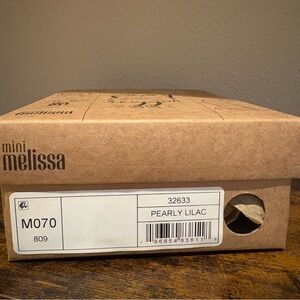 mini
melissa
M070
809
32633
PEARLY LILAC